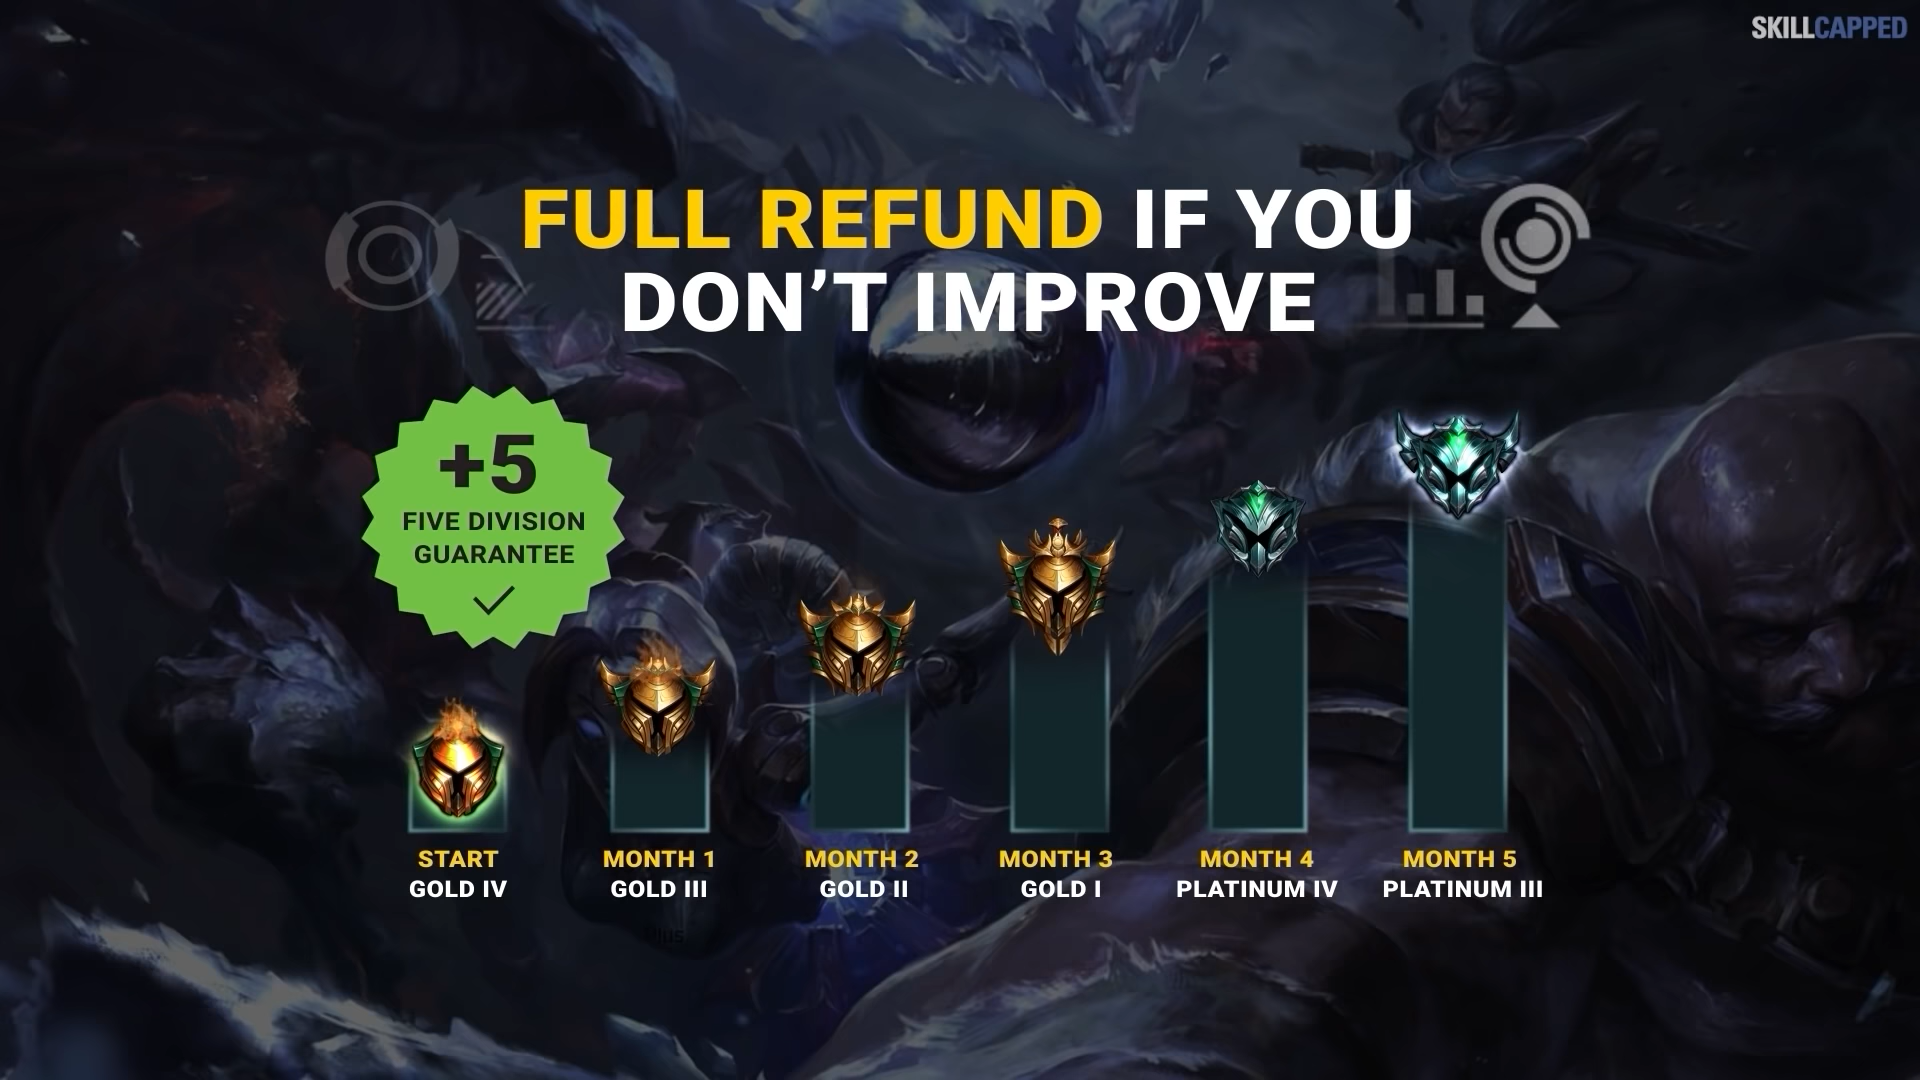 SKILLCAPPED
FULL REFUND IF YOU
DON'T IMPROVE
+5
FIVE DIVISION
GUARANTEE
START
GOLD IV
MONTH 1
GOLD III
MONTH 2
GOLD II
MONTH 3
GOLD I
MONTH 4
PLATINUM IV
MONTH 5
PLATINUM III